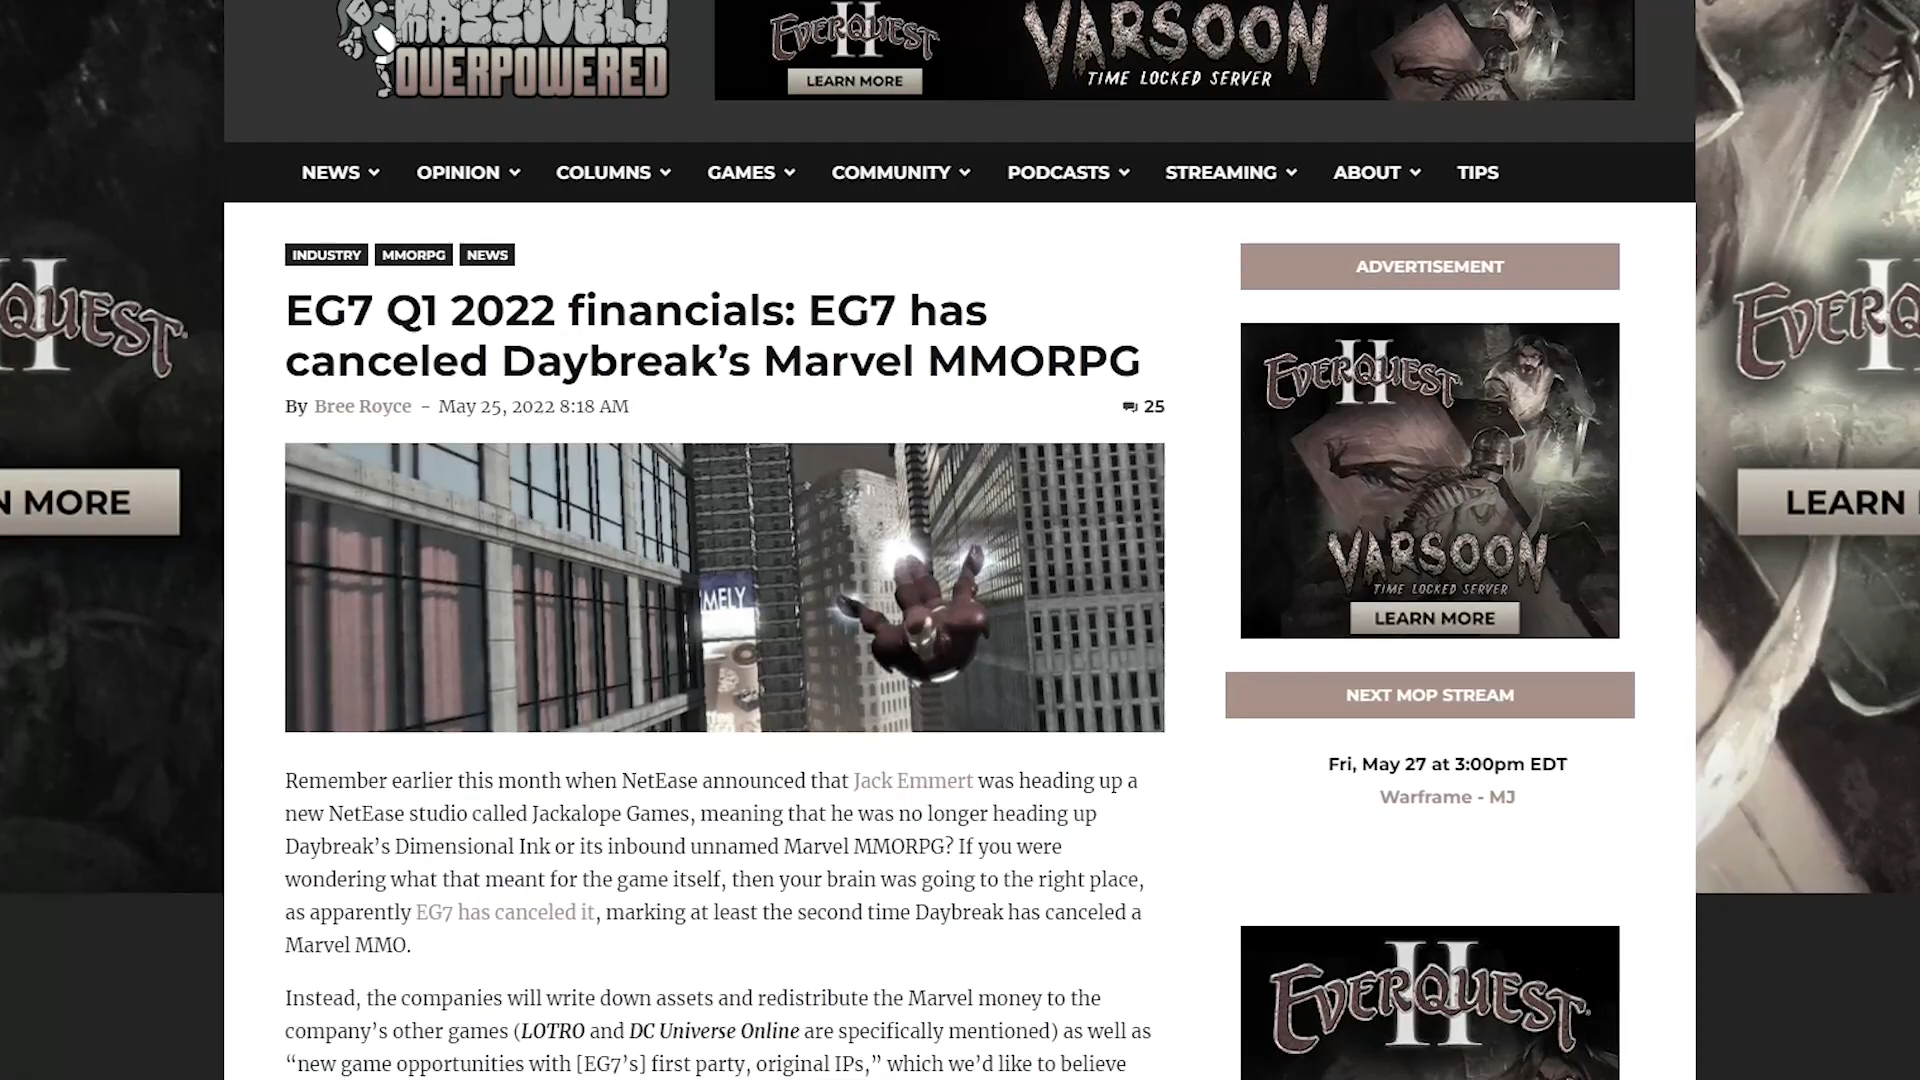 MASSIVELY
OVERPOWERED
EVERQUEST II
LEARN MORE
VARSOON
TIME LOCKED SERVER
NEWS
OPINION
COLUMNS
GAMES
COMMUNITY
PODCASTS
STREAMING
ABOUT
TIPS
INDUSTRY
MMORPG
NEWS
EG7 Q1 2022 financials: EG7 has
canceled Daybreak’s Marvel MMORPG
By Bree Royce - May 25, 2022 8:18 AM
25
MELY
Remember earlier this month when NetEase announced that Jack Emmert was heading up a
new NetEase studio called Jackalope Games, meaning that he was no longer heading up
Daybreak’s Dimensional Ink or its inbound unnamed Marvel MMORPG? If you were
wondering what that meant for the game itself, then your brain was going to the right place,
as apparently EG7 has canceled it, marking at least the second time Daybreak has canceled a
Marvel MMO.
Instead, the companies will write down assets and redistribute the Marvel money to the
company’s other games (LOTRO and DC Universe Online are specifically mentioned) as well as
“new game opportunities with [EG7’s] first party, original IPs,” which we’d like to believe
ADVERTISEMENT
EVERQUEST II
VARSOON
TIME LOCKED SERVER
LEARN MORE
NEXT MOP STREAM
Fri, May 27 at 3:00pm EDT
Warframe - MJ
EVERQUEST II
II
QUEST
N MORE
II
EVERQ
LEARN